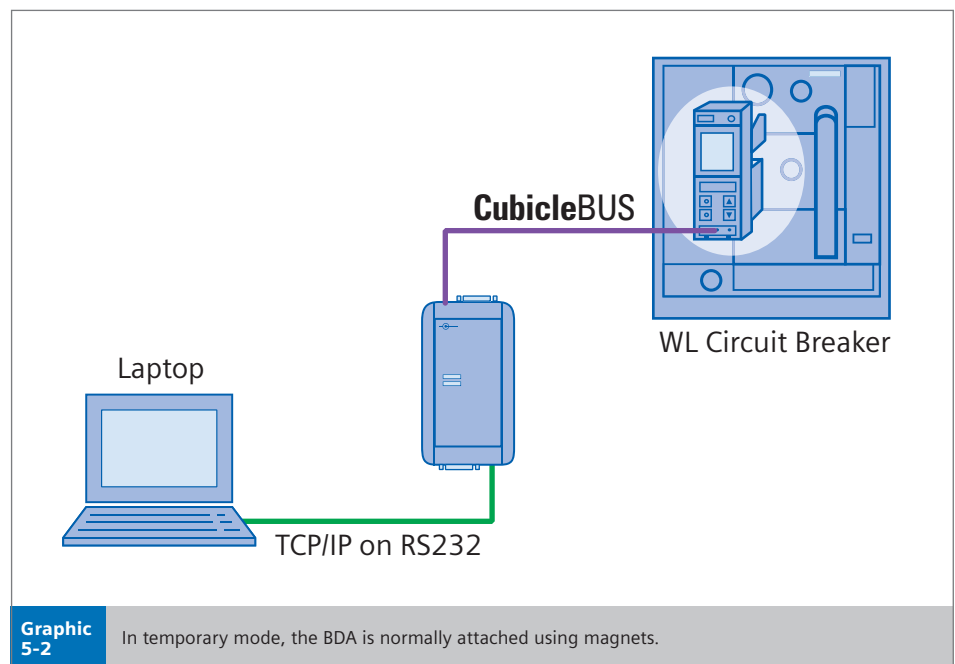 CubicleBUS
WL Circuit Breaker
Laptop
TCP/IP on RS232
Graphic
5-2
In temporary mode, the BDA is normally attached using magnets.